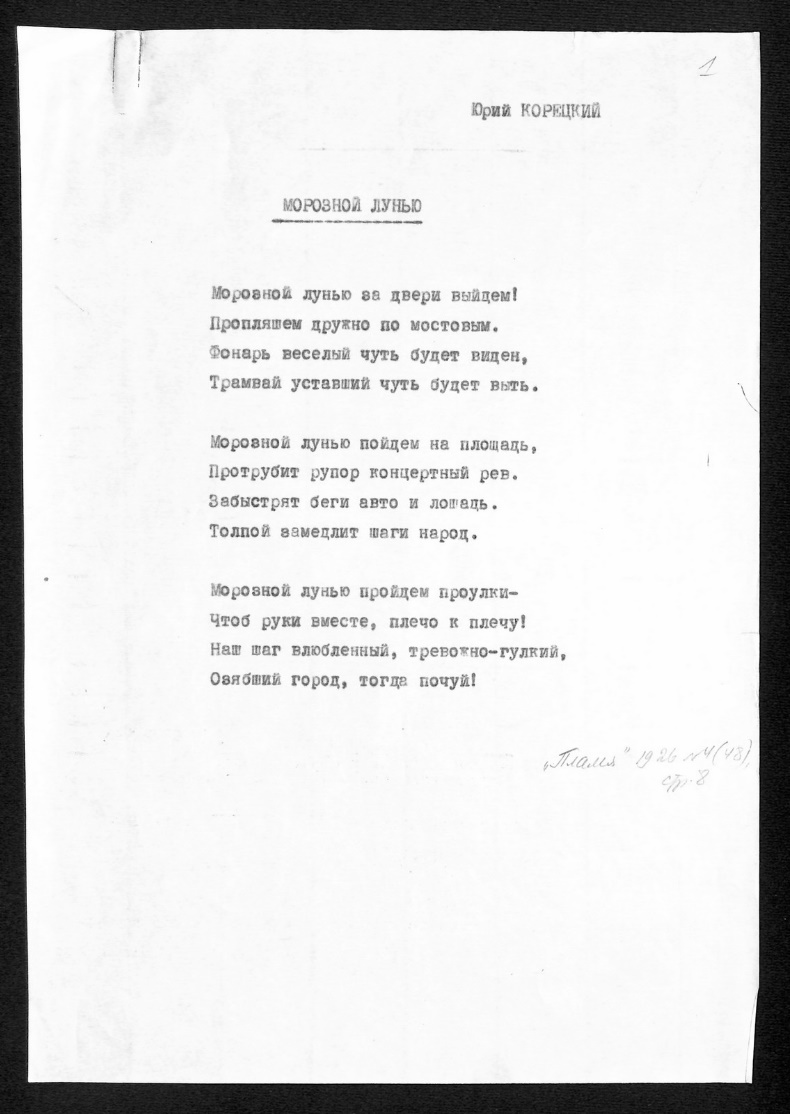 1
Юрий КОРЕЦКИЙ
МОРОЗНОЙ ЛУНЬЮ
Морозной лунью за двери выйдем!
Пропляшем дружно по мостовым.
Фонарь веселый чуть будет виден,
Трамвай уставший чуть будет выть.
Морозной лунью пойдем на площадь,
Протрубит рупор концертный рев.
Забыстрят беги авто и лошадь.
Толпой замедлит шаги народ.
Морозной лунью пройдем проулки-
Чтоб руки вместе, плечо к плечу!
Наш шаг влюбленный, тревожно-гулкий,
Озябший город, тогда почуй!
„Пламя" 1926 №4(48),
стр. 8